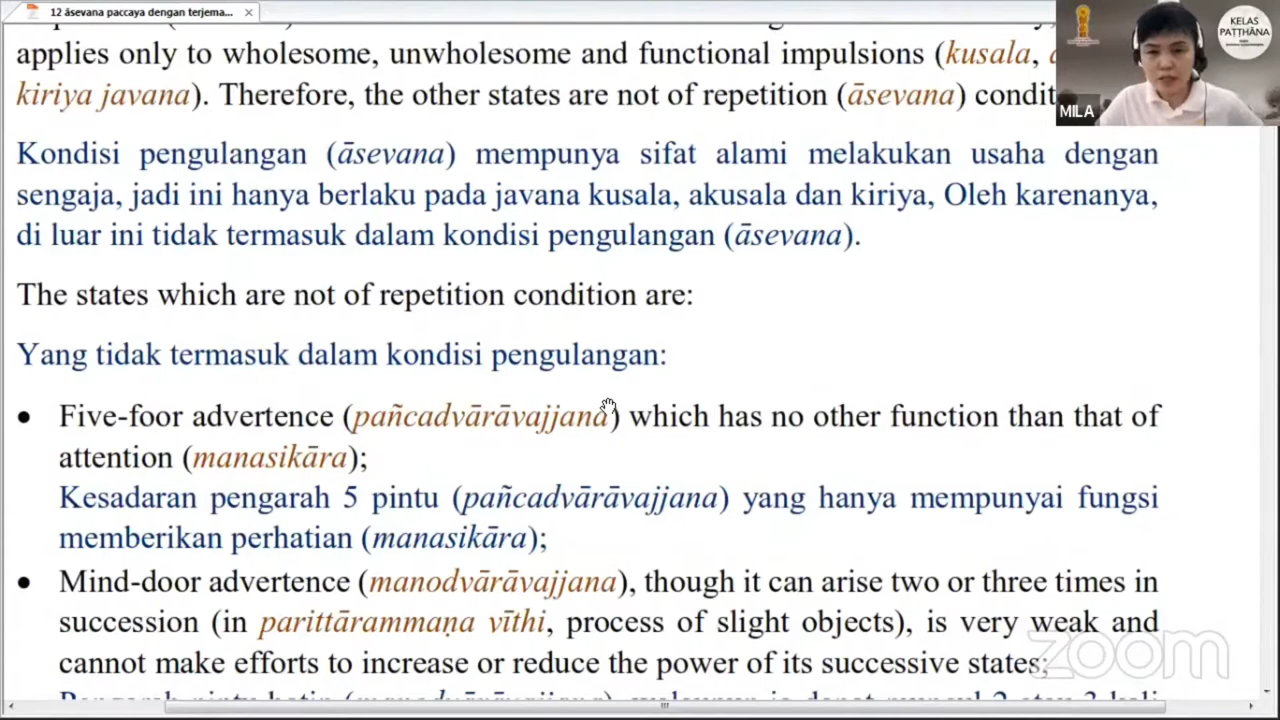 12 āsevana paccaya dengan terjema...
applies only to wholesome, unwholesome and functional impulsions (kusala,
kiriya javana). Therefore, the other states are not of repetition (āsevana)
Kondisi pengulangan (āsevana) mempunya sifat alami melakukan usaha dengan
sengaja, jadi ini hanya berlaku pada javana kusala, akusala dan kiriya, Oleh karenanya,
di luar ini tidak termasuk dalam kondisi pengulangan (āsevana).
The states which are not of repetition condition are:
Yang tidak termasuk dalam kondisi pengulangan:
• Five-foor advertence (pañcadvārāvajjana) which has no other function than that of
attention (manasikāra);
Kesadaran pengarah 5 pintu (pañcadvārāvajjana) yang hanya mempunyai fungsi
memberikan perhatian (manasikāra);
• Mind-door advertence (manodvārāvajjana), though it can arise two or three times in
succession (in parittārammaṇa vīthi, process of slight objects), is very weak and
cannot make efforts to increase or reduce the power of its successive states;
KELAS
PATTHĀNA
MILA
zoom